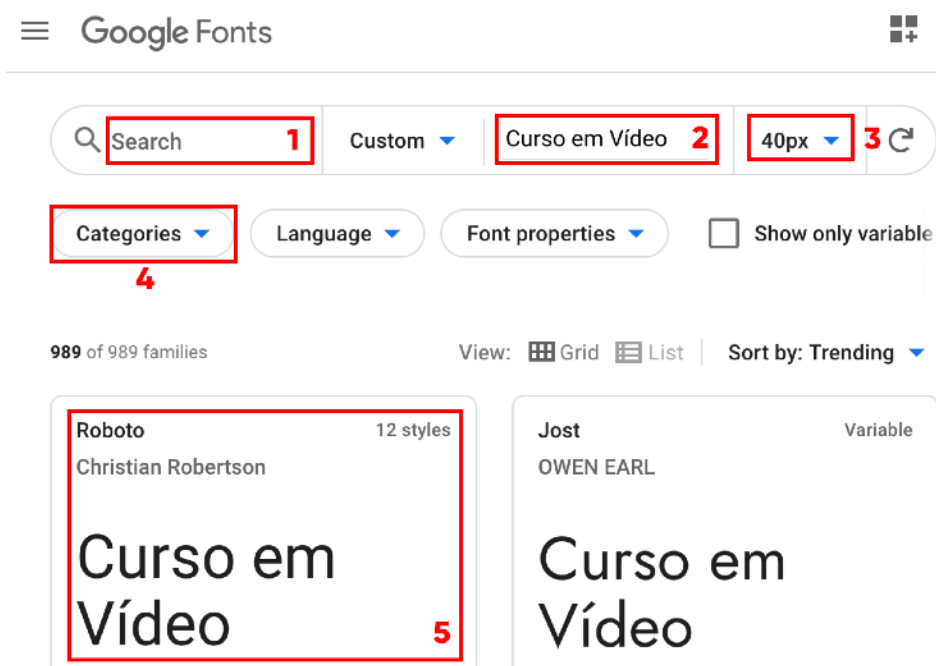 Google Fonts
Search 1 Custom Curso em Vídeo 2 40px 3
Categories Language Font properties Show only variable
4
989 of 989 families View: Grid List Sort by: Trending
Roboto 12 styles Jost Variable
Christian Robertson OWEN EARL
Curso em Curso em
Vídeo 5 Vídeo